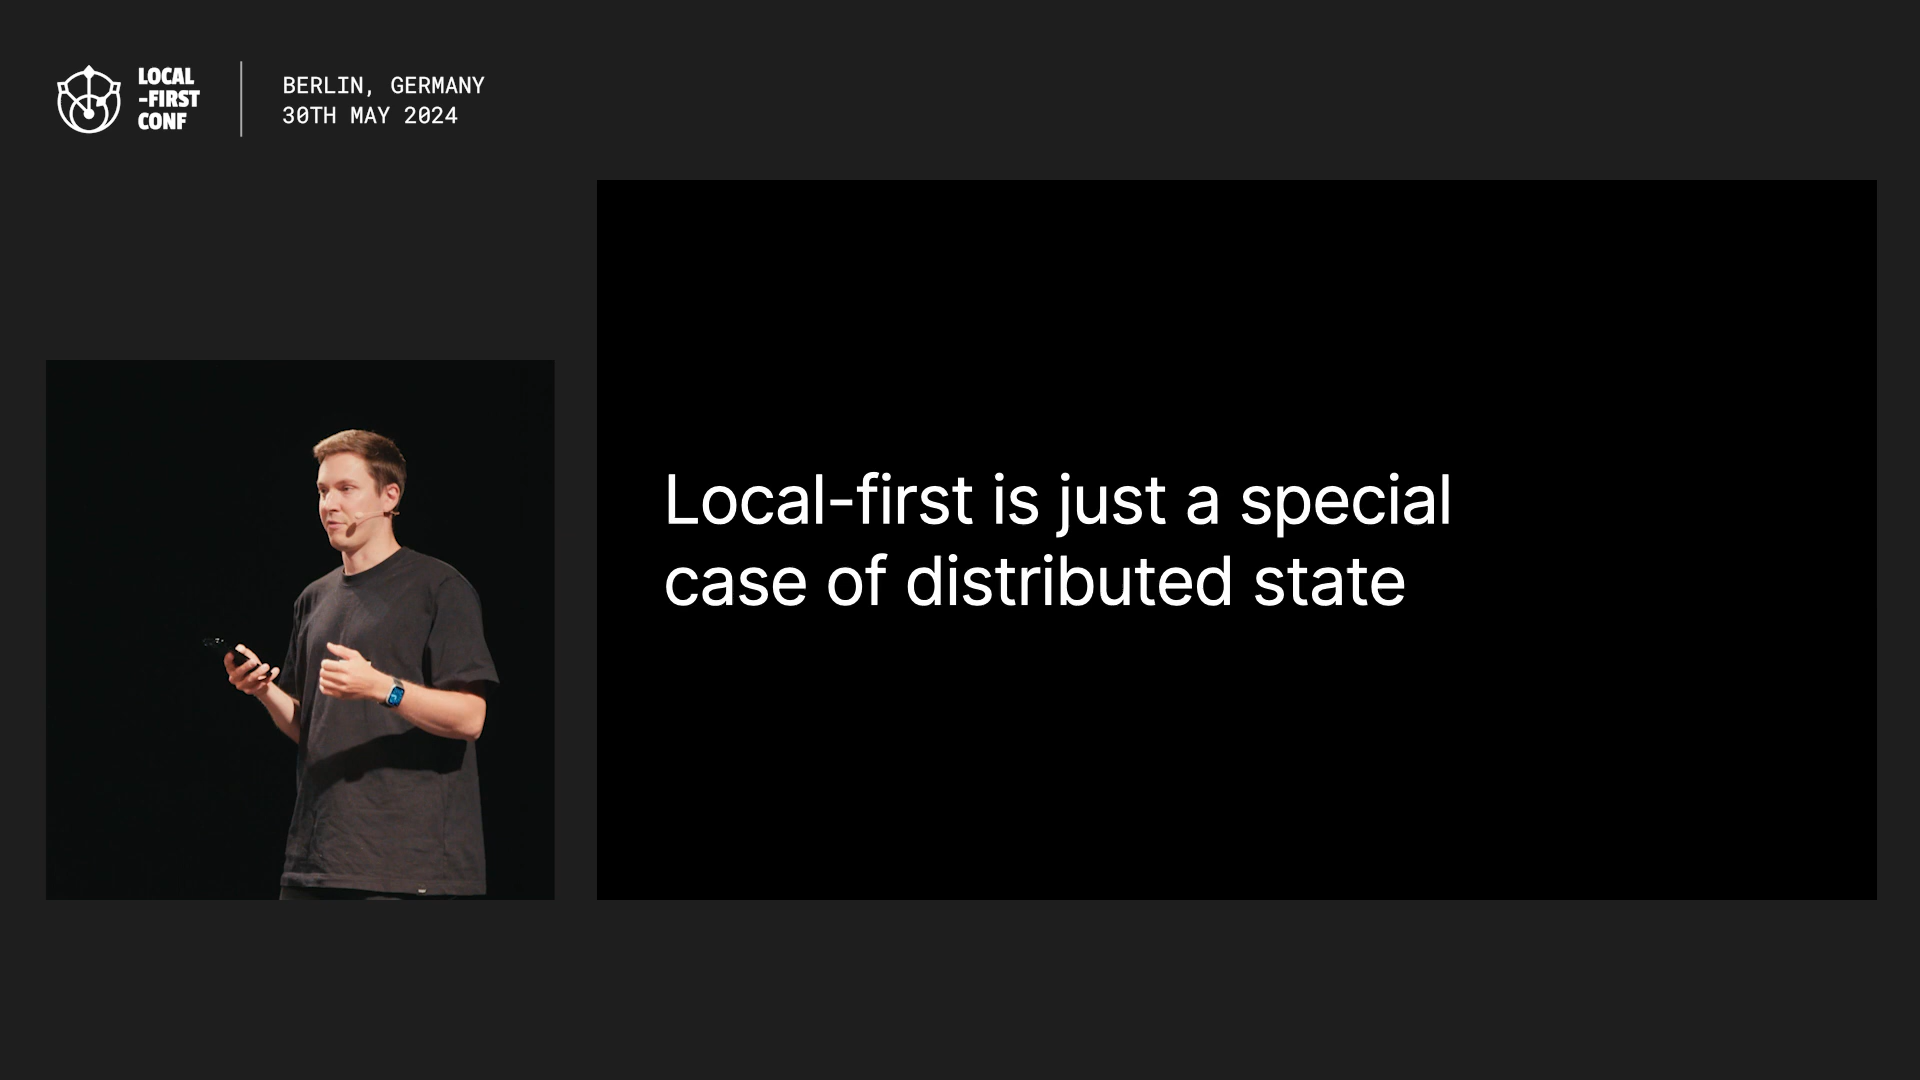 LOCAL
-FIRST
CONF
BERLIN, GERMANY
30TH MAY 2024
Local-first is just a special
case of distributed state